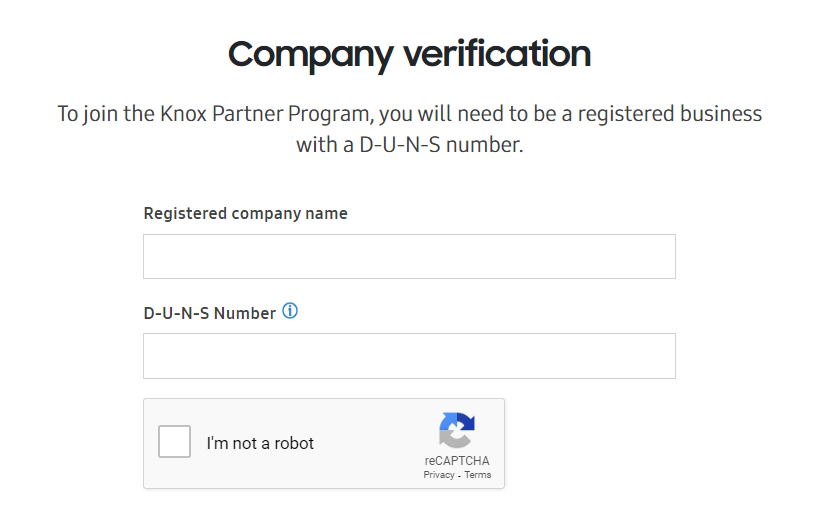 Company verification
To join the Knox Partner Program, you will need to be a registered business
with a D-U-N-S number.
Registered company name
D-U-N-S Number
I'm not a robot
reCAPTCHA
Privacy - Terms